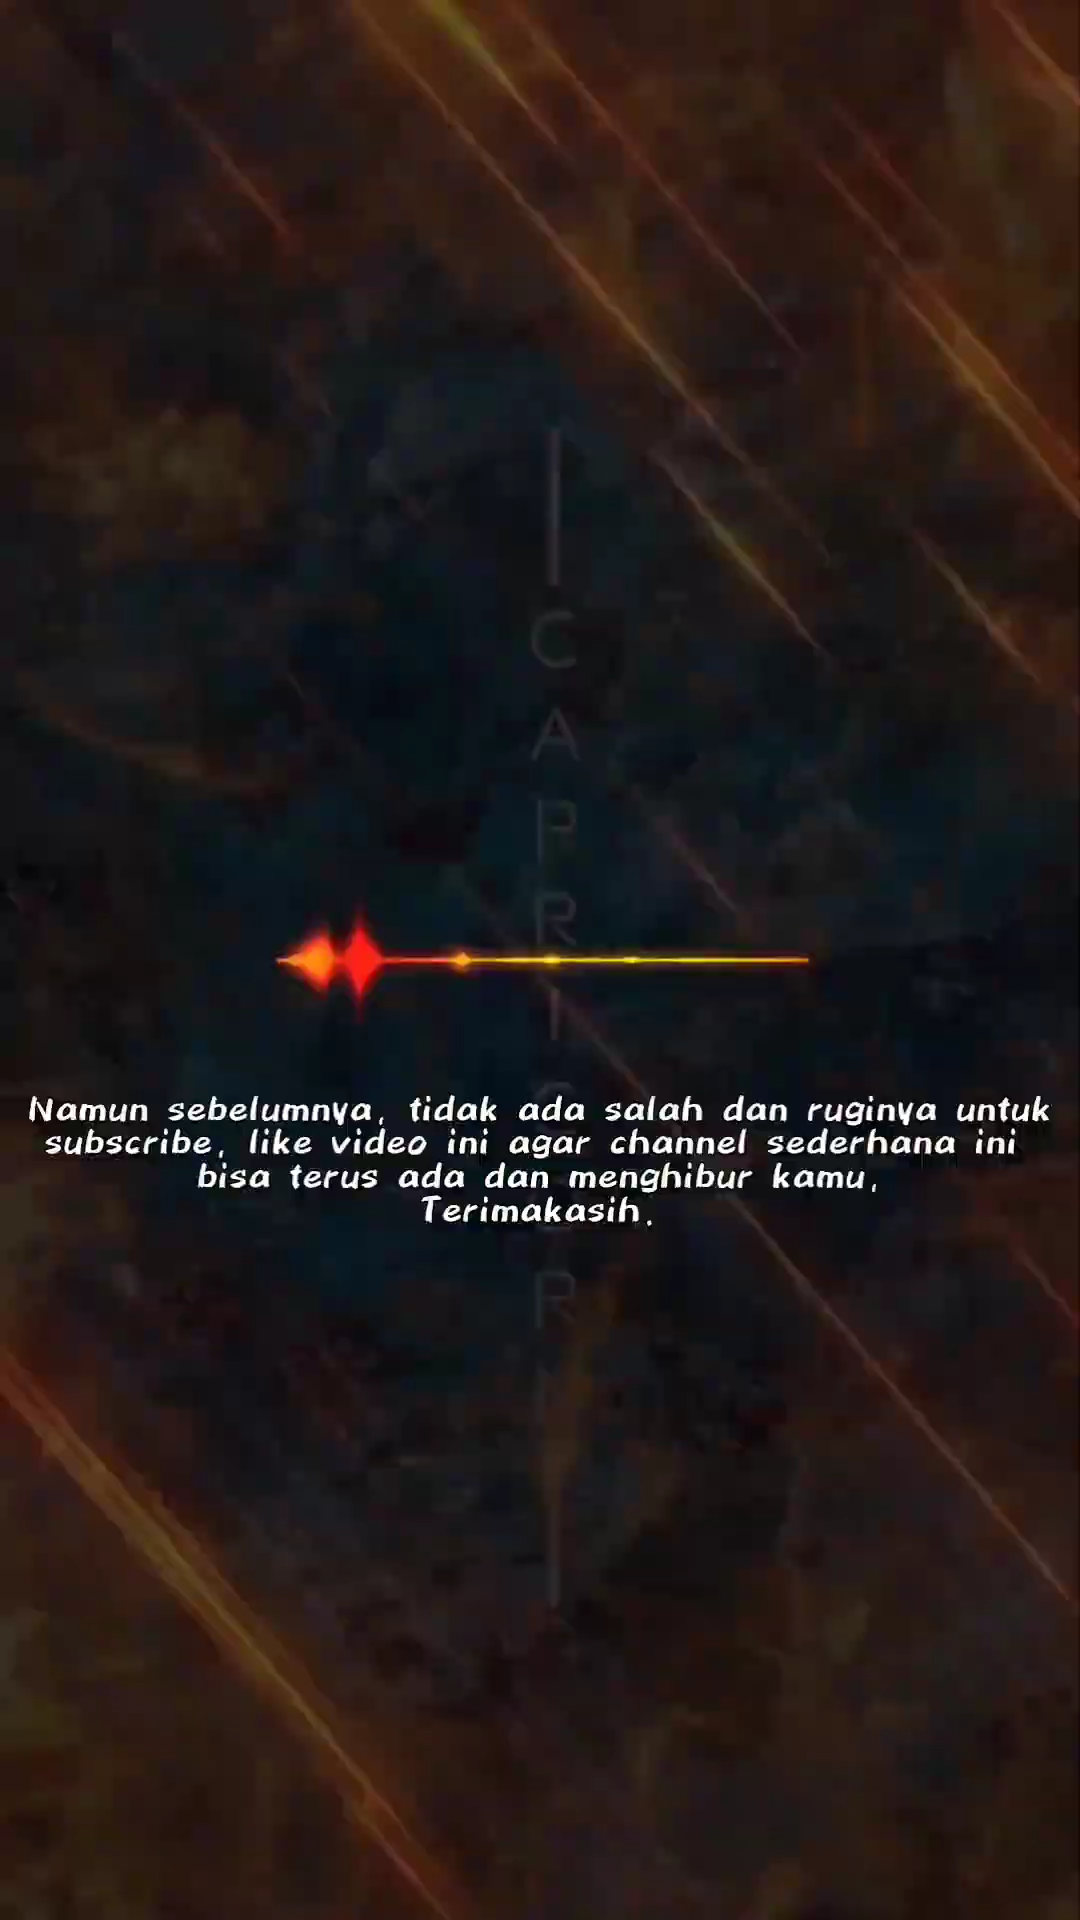 CAPRICOR
Namun sebelumnya, tidak ada salah dan ruginya untuk
subscribe, like video ini agar channel sederhana ini
bisa terus ada dan menghibur kamu,
Terimakasih.